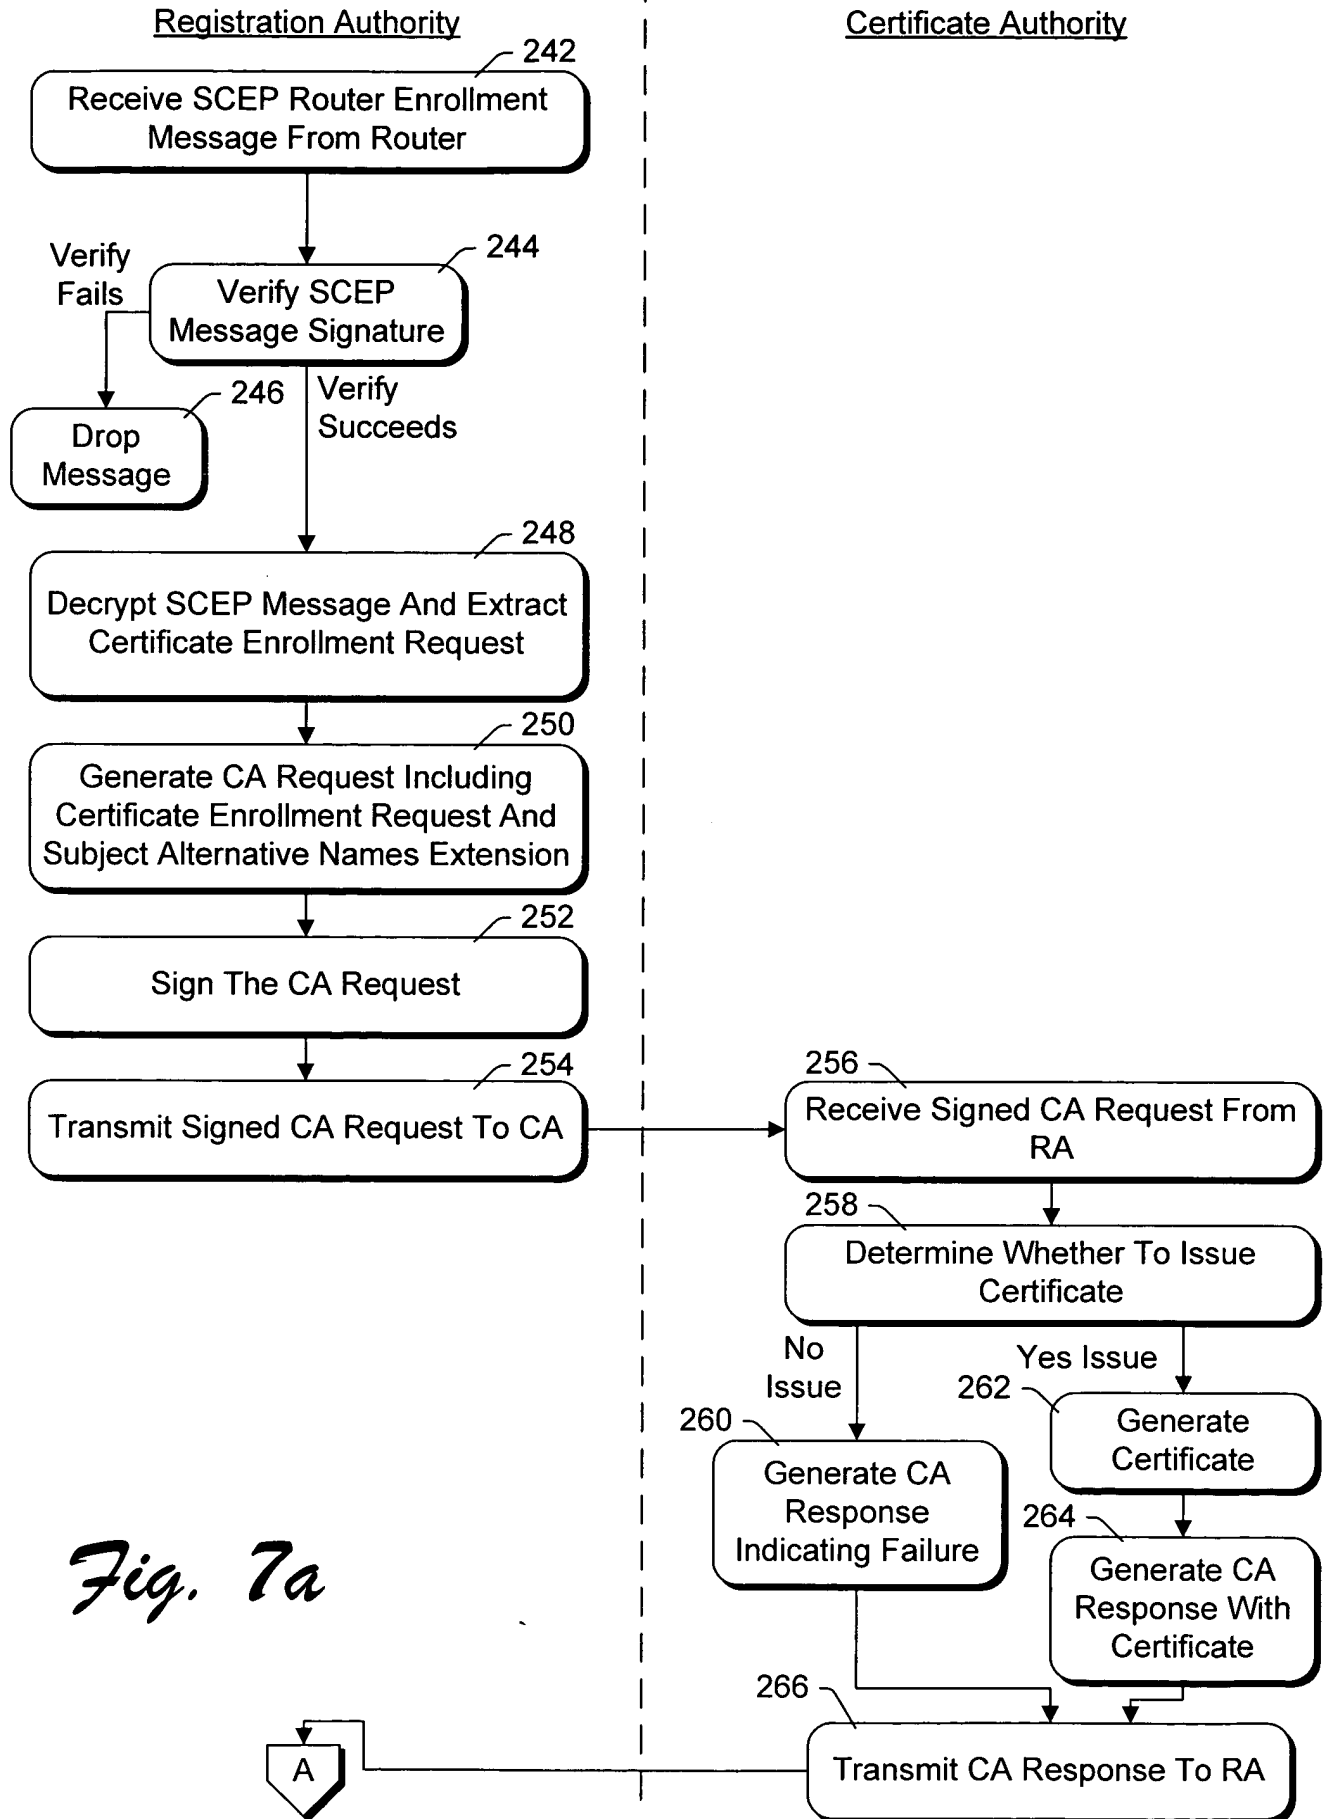 Registration Authority
Certificate Authority
242
Receive SCEP Router Enrollment
Message From Router
244
Verify
Fails
Verify SCEP
Message Signature
246
Verify
Succeeds
Drop
Message
248
Decrypt SCEP Message And Extract
Certificate Enrollment Request
250
Generate CA Request Including
Certificate Enrollment Request And
Subject Alternative Names Extension
252
Sign The CA Request
254
Transmit Signed CA Request To CA
256
Receive Signed CA Request From
RA
258
Determine Whether To Issue
Certificate
No
Issue
Yes Issue
260
Generate CA
Response
Indicating Failure
262
Generate
Certificate
264
Generate CA
Response With
Certificate
Fig. 7a
266
Transmit CA Response To RA
A